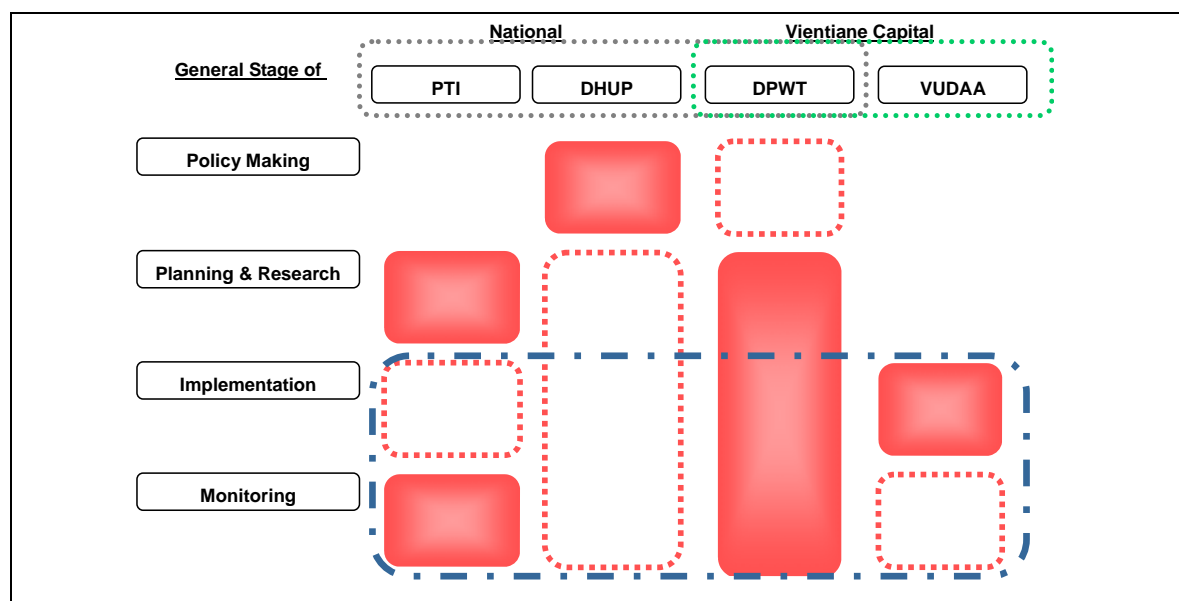 National
Vientiane Capital
General Stage of
PTI
DHUP
DPWT
VUDAA
Policy Making
Planning & Research
Implementation
Monitoring